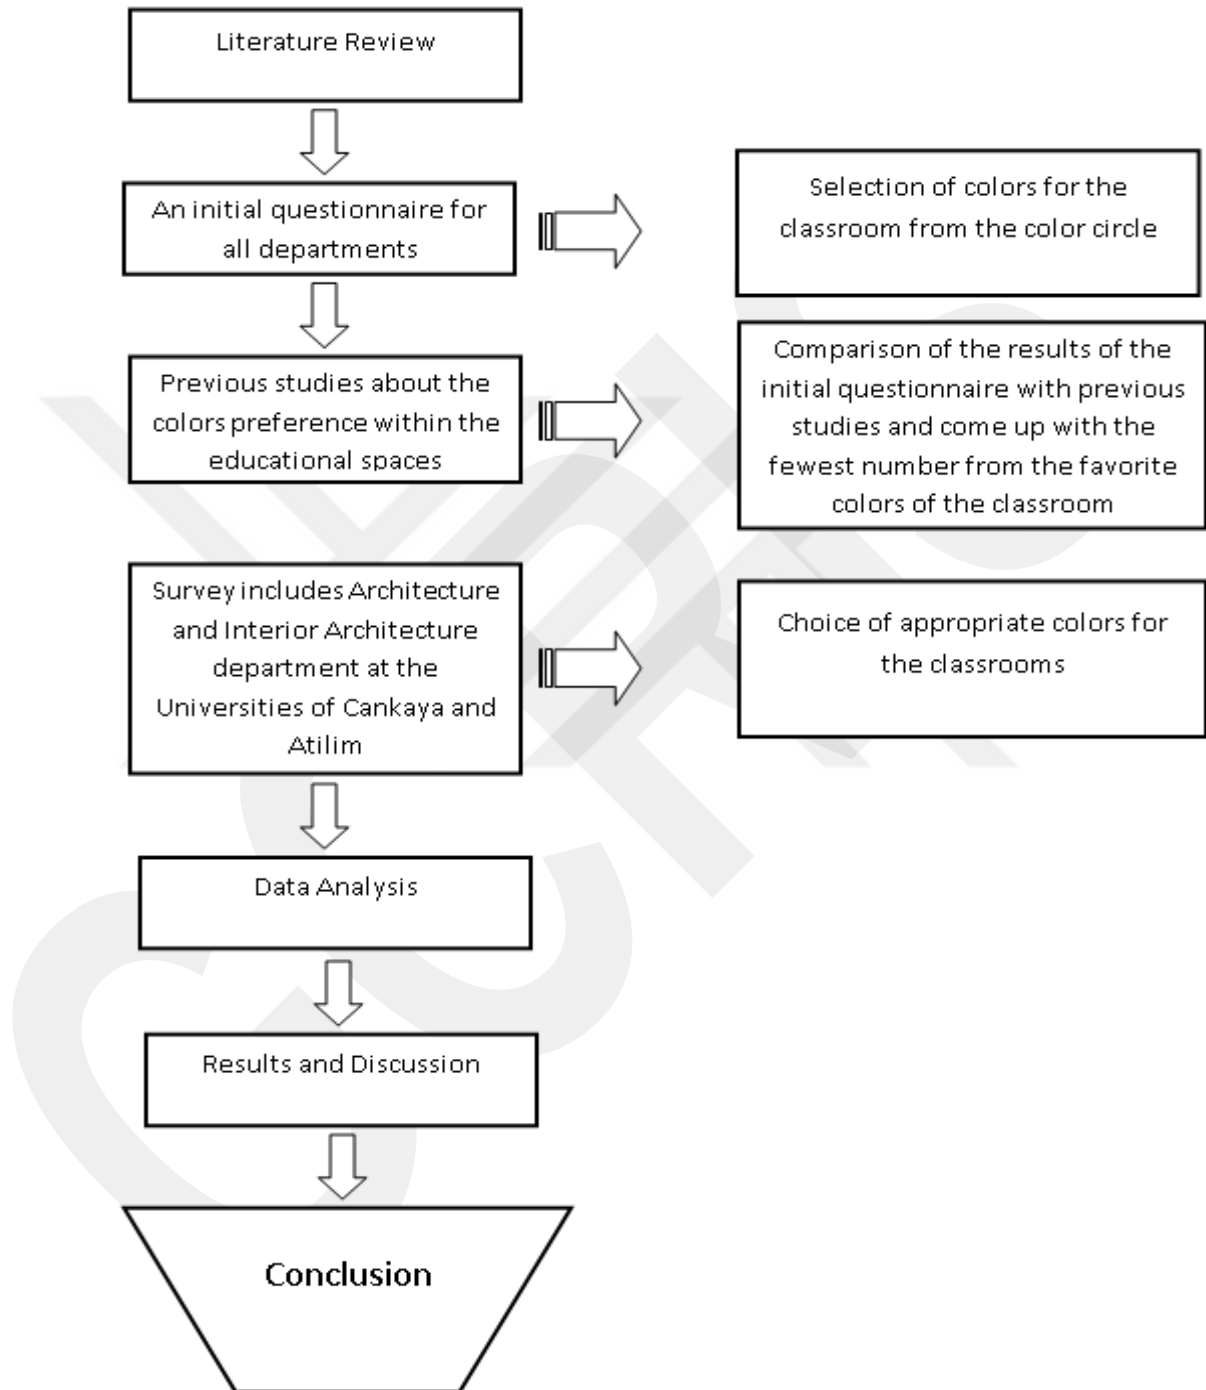 Literature Review
An initial questionnaire for
all departments
Selection of colors for the
classroom from the color circle
Previous studies about the
colors preference within the
educational spaces
Comparison of the results of the
initial questionnaire with previous
studies and come up with the
fewest number from the favorite
colors of the classroom
Survey includes Architecture
and Interior Architecture
department at the
Universities of Cankaya and
Atilim
Choice of appropriate colors for
the classrooms
Data Analysis
Results and Discussion
Conclusion